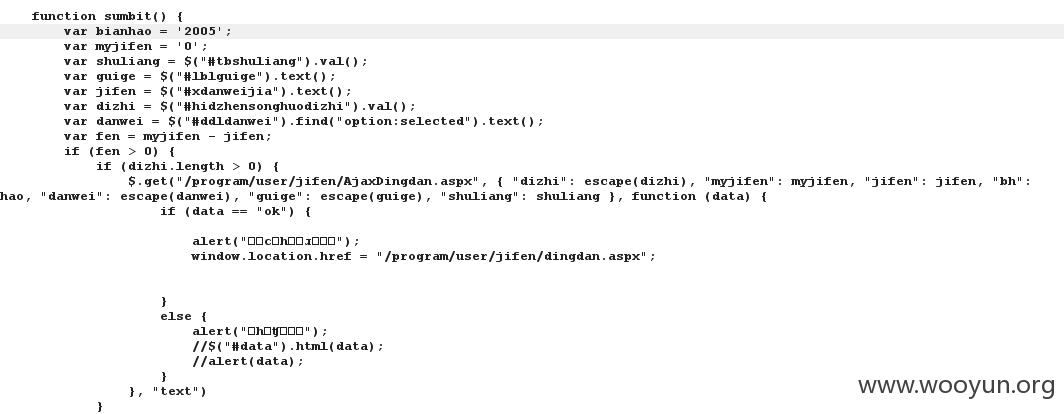 function sumbit() {
var bianhao = '2005';
var myjifen = '0';
var shuliang = $("#tbshuliang").val();
var guige = $("#lblguige").text();
var jifen = $("#xdanweijia").text();
var dizhi = $("#hidzhensonghuodizhi").val();
var danwei = $("#ddldanwei").find("option:selected").text();
var fen = myjifen - jifen;
if (fen > 0) {
if (dizhi.length > 0) {
$.get("/program/user/jifen/AjaxDingdan.aspx", { "dizhi": escape(dizhi), "myjifen": myjifen, "jifen": jifen, "bh":
hao, "danwei": escape(danwei), "guige": escape(guige), "shuliang": shuliang }, function (data) {
if (data == "ok") {
alert("");
window.location.href = "/program/user/jifen/dingdan.aspx";
}
else {
alert("");
//$("#data").html(data);
//alert(data);
}
}, "text")
}
www.wooyun.org